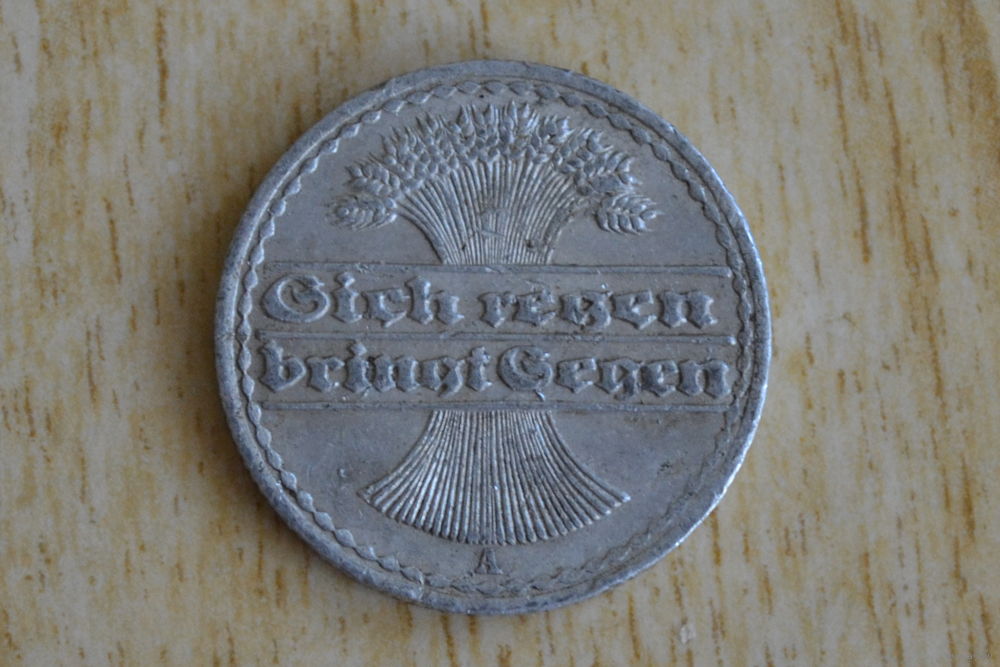 Sich regen
bringt Segen
A